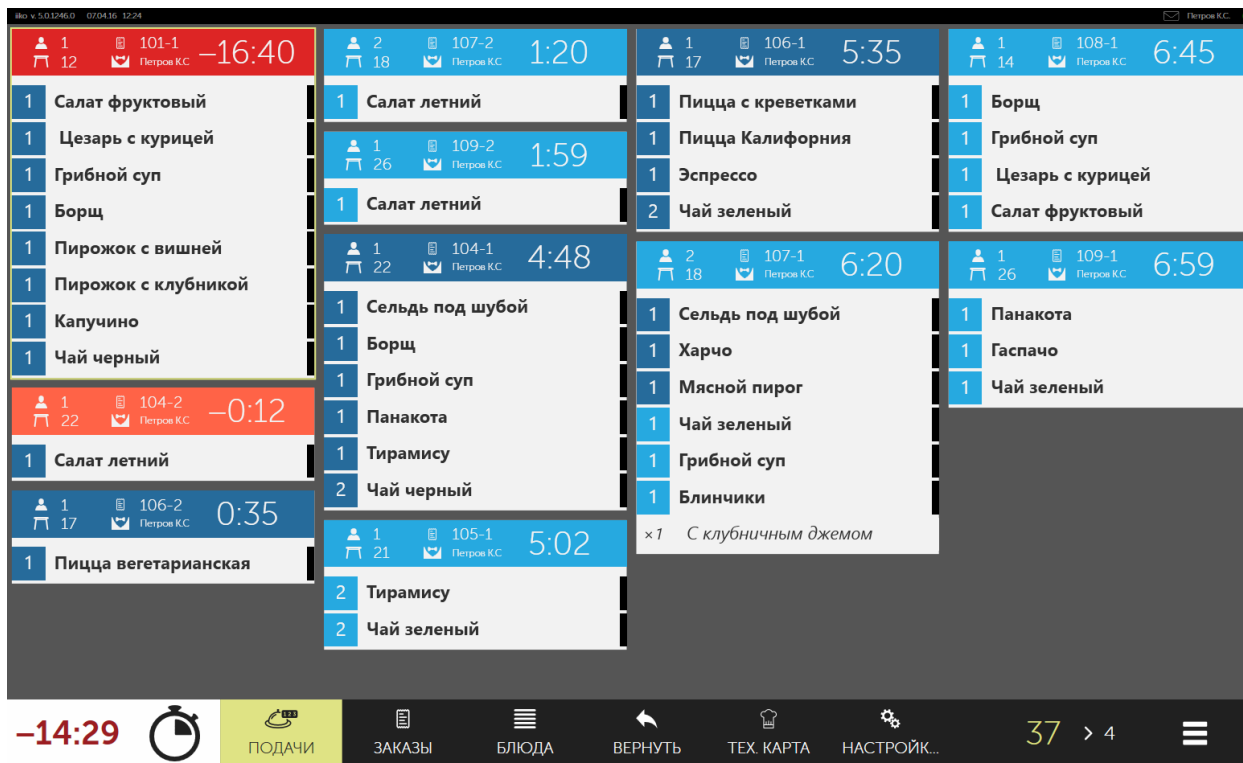 iiko v. 5.0.1246.0 07.04.16 12:24
Петров К.С.
1 101-1 –16:40
12 Петров К.С
1 Салат фруктовый
1 Цезарь с курицей
1 Грибной суп
1 Борщ
1 Пирожок с вишней
1 Пирожок с клубникой
1 Капучино
1 Чай черный
1 104-2 –0:12
22 Петров К.С
1 Салат летний
1 106-2 0:35
17 Петров К.С
1 Пицца вегетарианская
2 107-2 1:20
18 Петров К.С
1 Салат летний
1 109-2 1:59
26 Петров К.С
1 Салат летний
1 104-1 4:48
22 Петров К.С
1 Сельдь под шубой
1 Борщ
1 Грибной суп
1 Панакота
1 Тирамису
2 Чай черный
1 105-1 5:02
21 Петров К.С
2 Тирамису
2 Чай зеленый
1 106-1 5:35
17 Петров К.С
1 Пицца с креветками
1 Пицца Калифорния
1 Эспрессо
2 Чай зеленый
2 107-1 6:20
18 Петров К.С
1 Сельдь под шубой
1 Харчо
1 Мясной пирог
1 Чай зеленый
1 Грибной суп
1 Блинчики
×1 С клубничным джемом
1 108-1 6:45
14 Петров К.С
1 Борщ
1 Грибной суп
1 Цезарь с курицей
1 Салат фруктовый
1 109-1 6:59
26 Петров К.С
1 Панакота
1 Гаспачо
1 Чай зеленый
–14:29
123
ПОДАЧИ
ЗАКАЗЫ
БЛЮДА
ВЕРНУТЬ
ТЕХ. КАРТА
НАСТРОЙК...
37 > 4